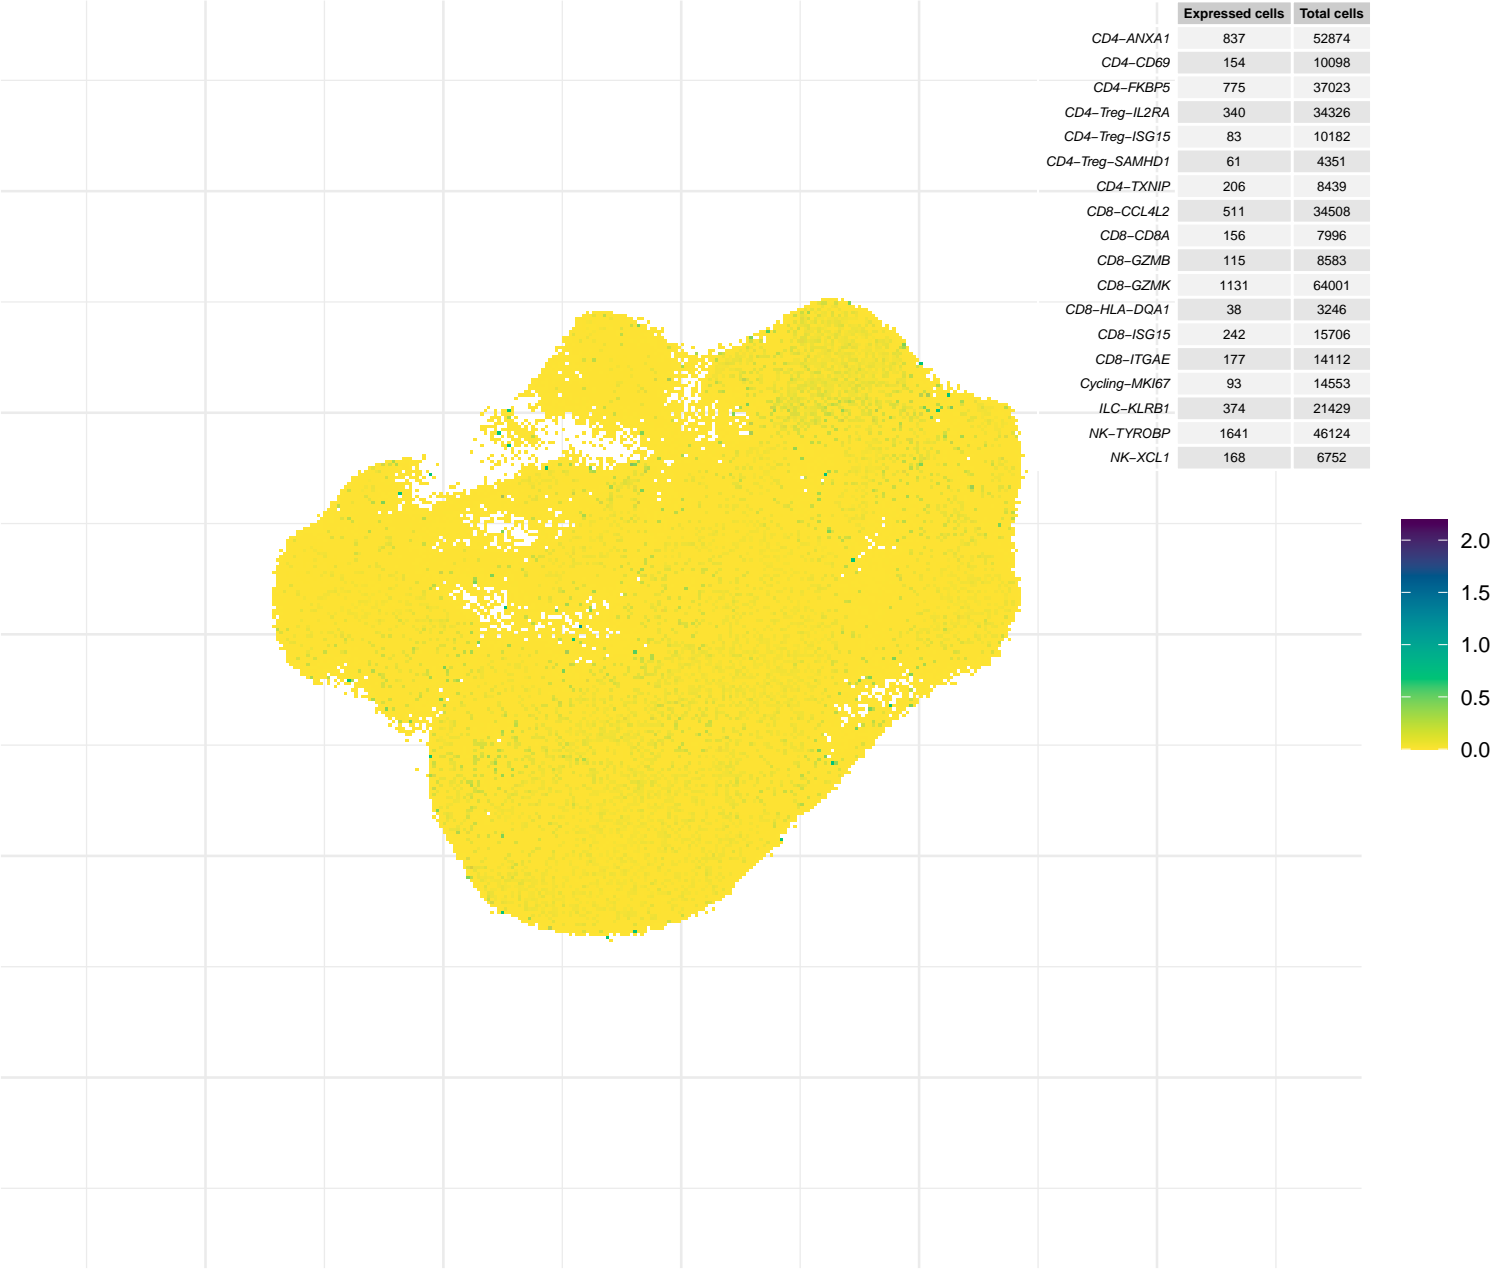 Expressed cells Total cells
CD4−ANXA1 837 52874
CD4−CD69 154 10098
CD4−FKBP5 775 37023
CD4−Treg−IL2RA 340 34326
CD4−Treg−ISG15 83 10182
CD4−Treg−SAMHD1 61 4351
CD4−TXNIP 206 8439
CD8−CCL4L2 511 34508
CD8−CD8A 156 7996
CD8−GZMB 115 8583
CD8−GZMK 1131 64001
CD8−HLA−DQA1 38 3246
CD8−ISG15 242 15706
CD8−ITGAE 177 14112
Cycling−MKI67 93 14553
ILC−KLRB1 374 21429
NK−TYROBP 1641 46124
NK−XCL1 168 6752
2.0
1.5
1.0
0.5
0.0